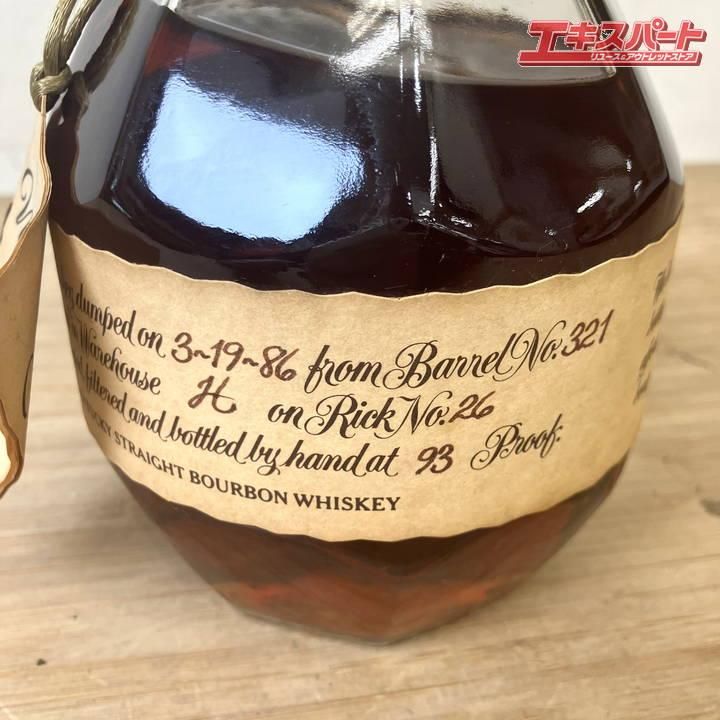 エキスパート
リユース&アウトレットストア
dumped on 3-19-86 from Barrel No. 321
Warehouse H on Rick No. 26
filtered and bottled by hand at 93 Proof.
STRAIGHT BOURBON WHISKEY